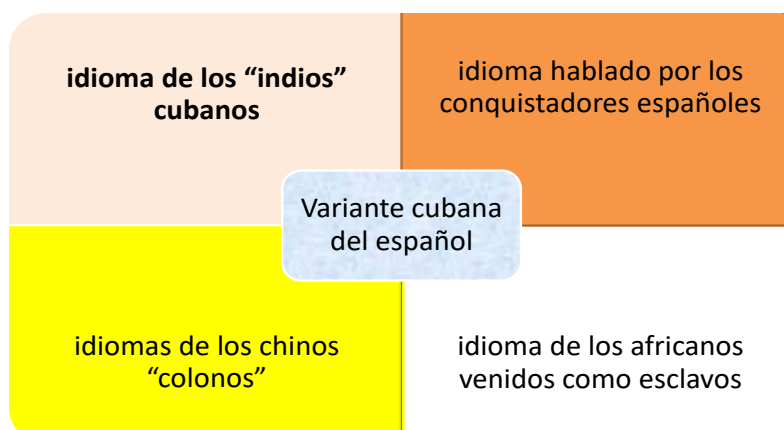 idioma de los “indios”
cubanos
idioma hablado por los
conquistadores españoles
Variante cubana
del español
idiomas de los chinos
“colonos”
idioma de los africanos
venidos como esclavos